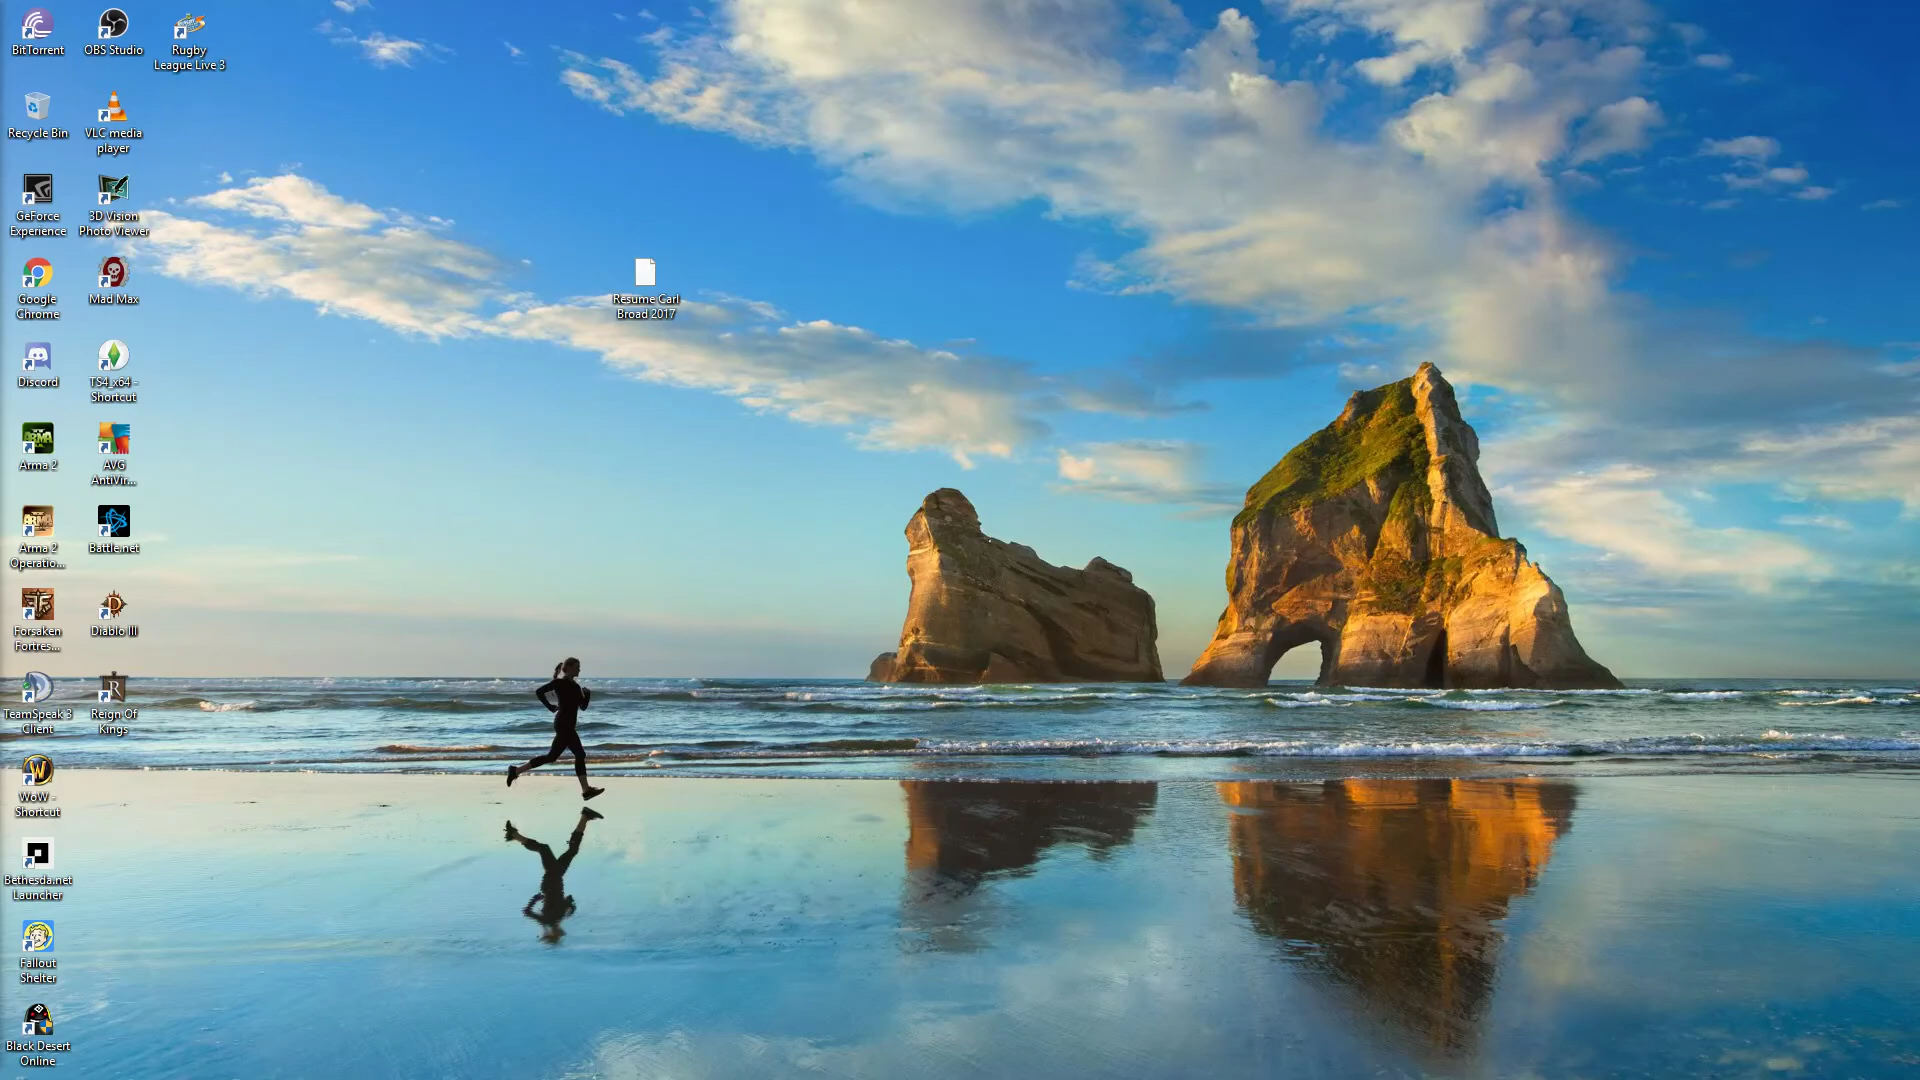 BitTorrent
OBS Studio
Rugby
League Live 3
Recycle Bin
VLC media
player
GeForce
Experience
3D Vision
Photo Viewer
Google
Chrome
Mad Max
Resume Carl
Broad 2017
Discord
TS4_x64 -
Shortcut
Arma 2
AVG
AntiVir...
Arma 2
Operatio...
Battle.net
Forsaken
Fortres...
Diablo III
TeamSpeak 3
Client
Reign Of
Kings
WoW -
Shortcut
Bethesda.net
Launcher
Fallout
Shelter
Black Desert
Online